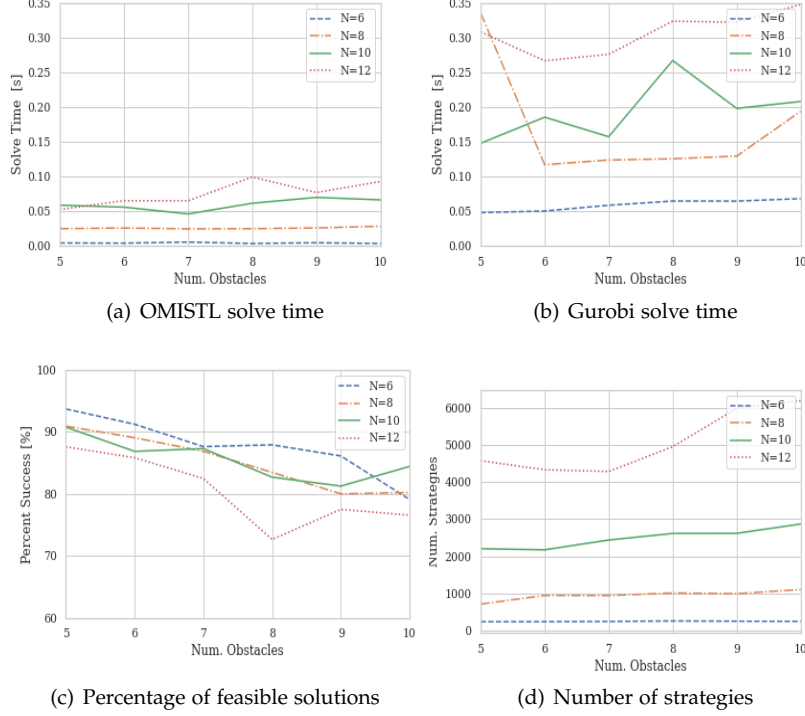 0.35
0.30
0.25
0.20
0.15
0.10
0.05
0.00
Solve Time [s]
N=6
N=8
N=10
N=12
5 6 7 8 9 10
Num. Obstacles
(a) OMISTL solve time
0.35
0.30
0.25
0.20
0.15
0.10
0.05
0.00
Solve Time [s]
N=6
N=8
N=10
N=12
5 6 7 8 9 10
Num. Obstacles
(b) Gurobi solve time
100
90
80
70
60
Percent Success [%]
N=6
N=8
N=10
N=12
5 6 7 8 9 10
Num. Obstacles
(c) Percentage of feasible solutions
6000
5000
4000
3000
2000
1000
0
Num. Strategies
N=6
N=8
N=10
N=12
5 6 7 8 9 10
Num. Obstacles
(d) Number of strategies